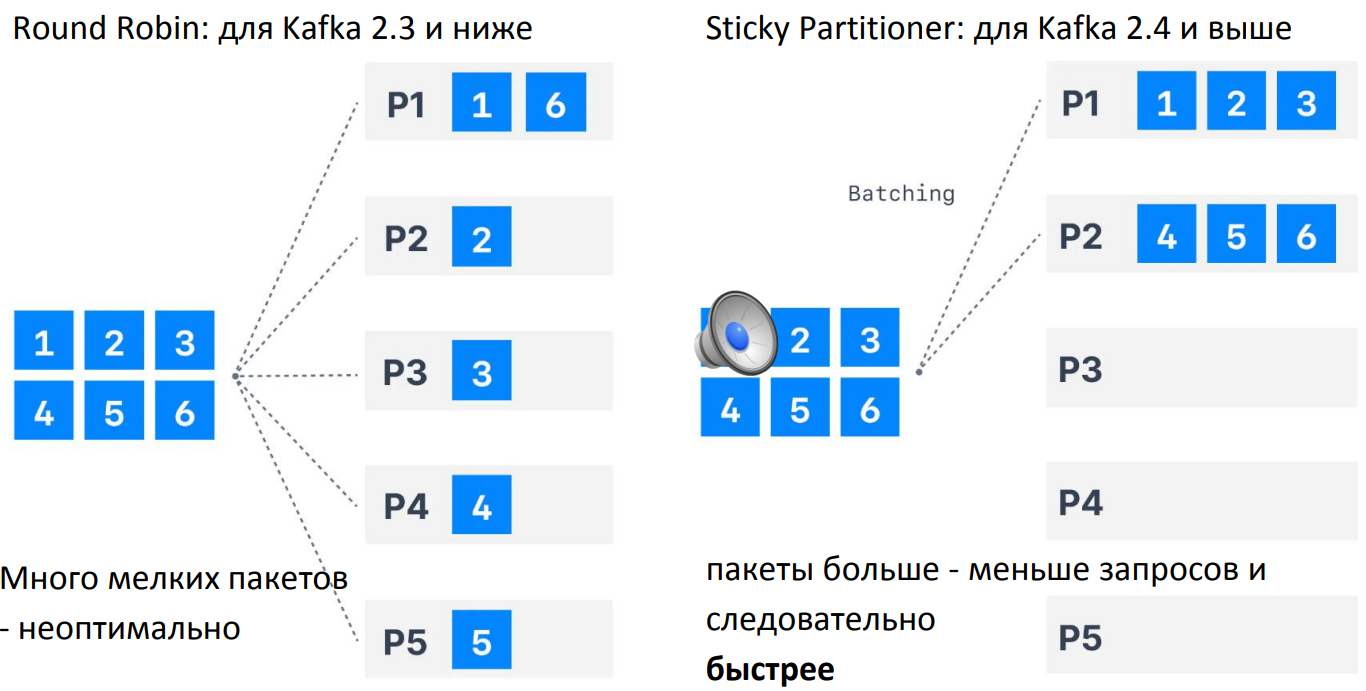 Round Robin: для Kafka 2.3 и ниже
P1 1 6
P2 2
1 2 3
P3 3
4 5 6
P4 4
Много мелких пакетов
- неоптимально
P5 5
Sticky Partitioner: для Kafka 2.4 и выше
P1 1 2 3
Batching
P2 4 5 6
2 3
P3
4 5 6
P4
пакеты больше - меньше запросов и
следовательно
быстрее
P5